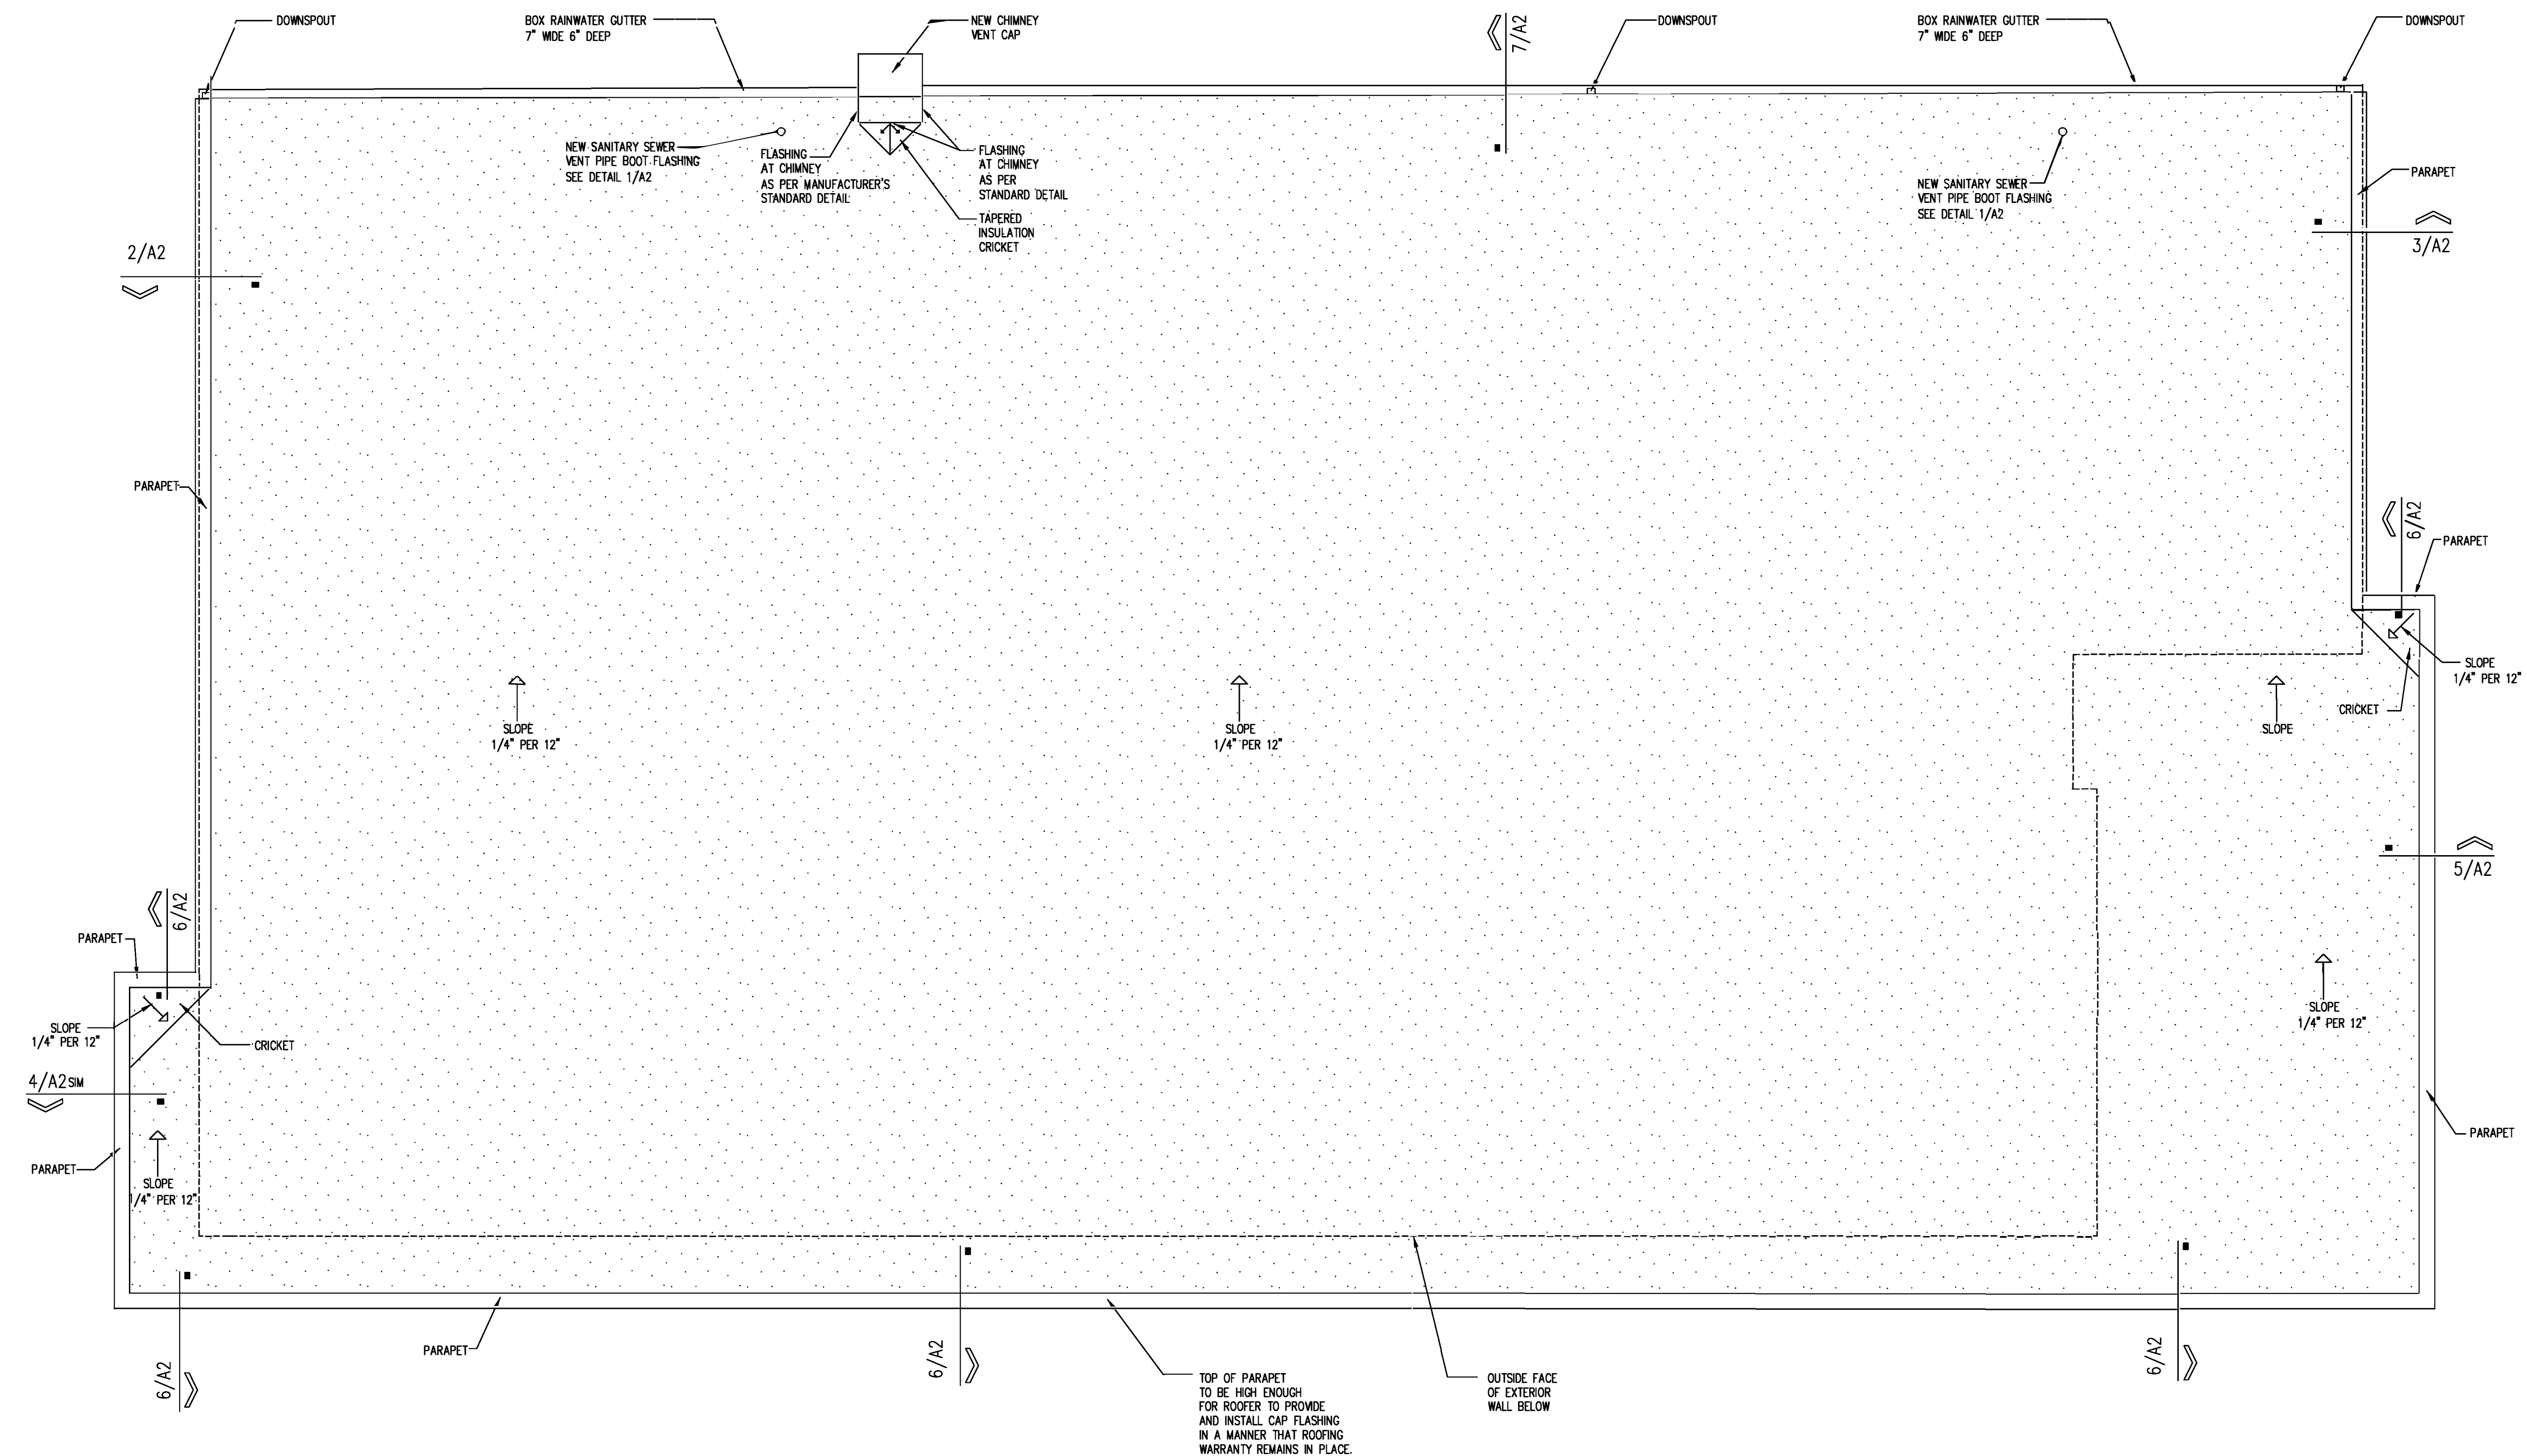 DOWNSPOUT
BOX RAINWATER GUTTER
7" WIDE 6" DEEP
NEW CHIMNEY
VENT CAP
7/A2
DOWNSPOUT
BOX RAINWATER GUTTER
7" WIDE 6" DEEP
DOWNSPOUT
NEW SANITARY SEWER
VENT PIPE BOOT FLASHING
SEE DETAIL 1/A2
FLASHING
AT CHIMNEY
AS PER MANUFACTURER'S
STANDARD DETAIL
FLASHING
AT CHIMNEY
AS PER
STANDARD DETAIL
TAPERED
INSULATION
CRICKET
NEW SANITARY SEWER
VENT PIPE BOOT FLASHING
SEE DETAIL 1/A2
PARAPET
2/A2
3/A2
PARAPET
6/A2
PARAPET
SLOPE
1/4" PER 12"
CRICKET
SLOPE
1/4" PER 12"
SLOPE
1/4" PER 12"
SLOPE
5/A2
6/A2
PARAPET
SLOPE
1/4" PER 12"
CRICKET
SLOPE
1/4" PER 12"
4/A2 SIM
PARAPET
SLOPE
1/4" PER 12"
PARAPET
PARAPET
6/A2
6/A2
6/A2
TOP OF PARAPET
TO BE HIGH ENOUGH
FOR ROOFER TO PROVIDE
AND INSTALL CAP FLASHING
IN A MANNER THAT ROOFING
WARRANTY REMAINS IN PLACE.
OUTSIDE FACE
OF EXTERIOR
WALL BELOW